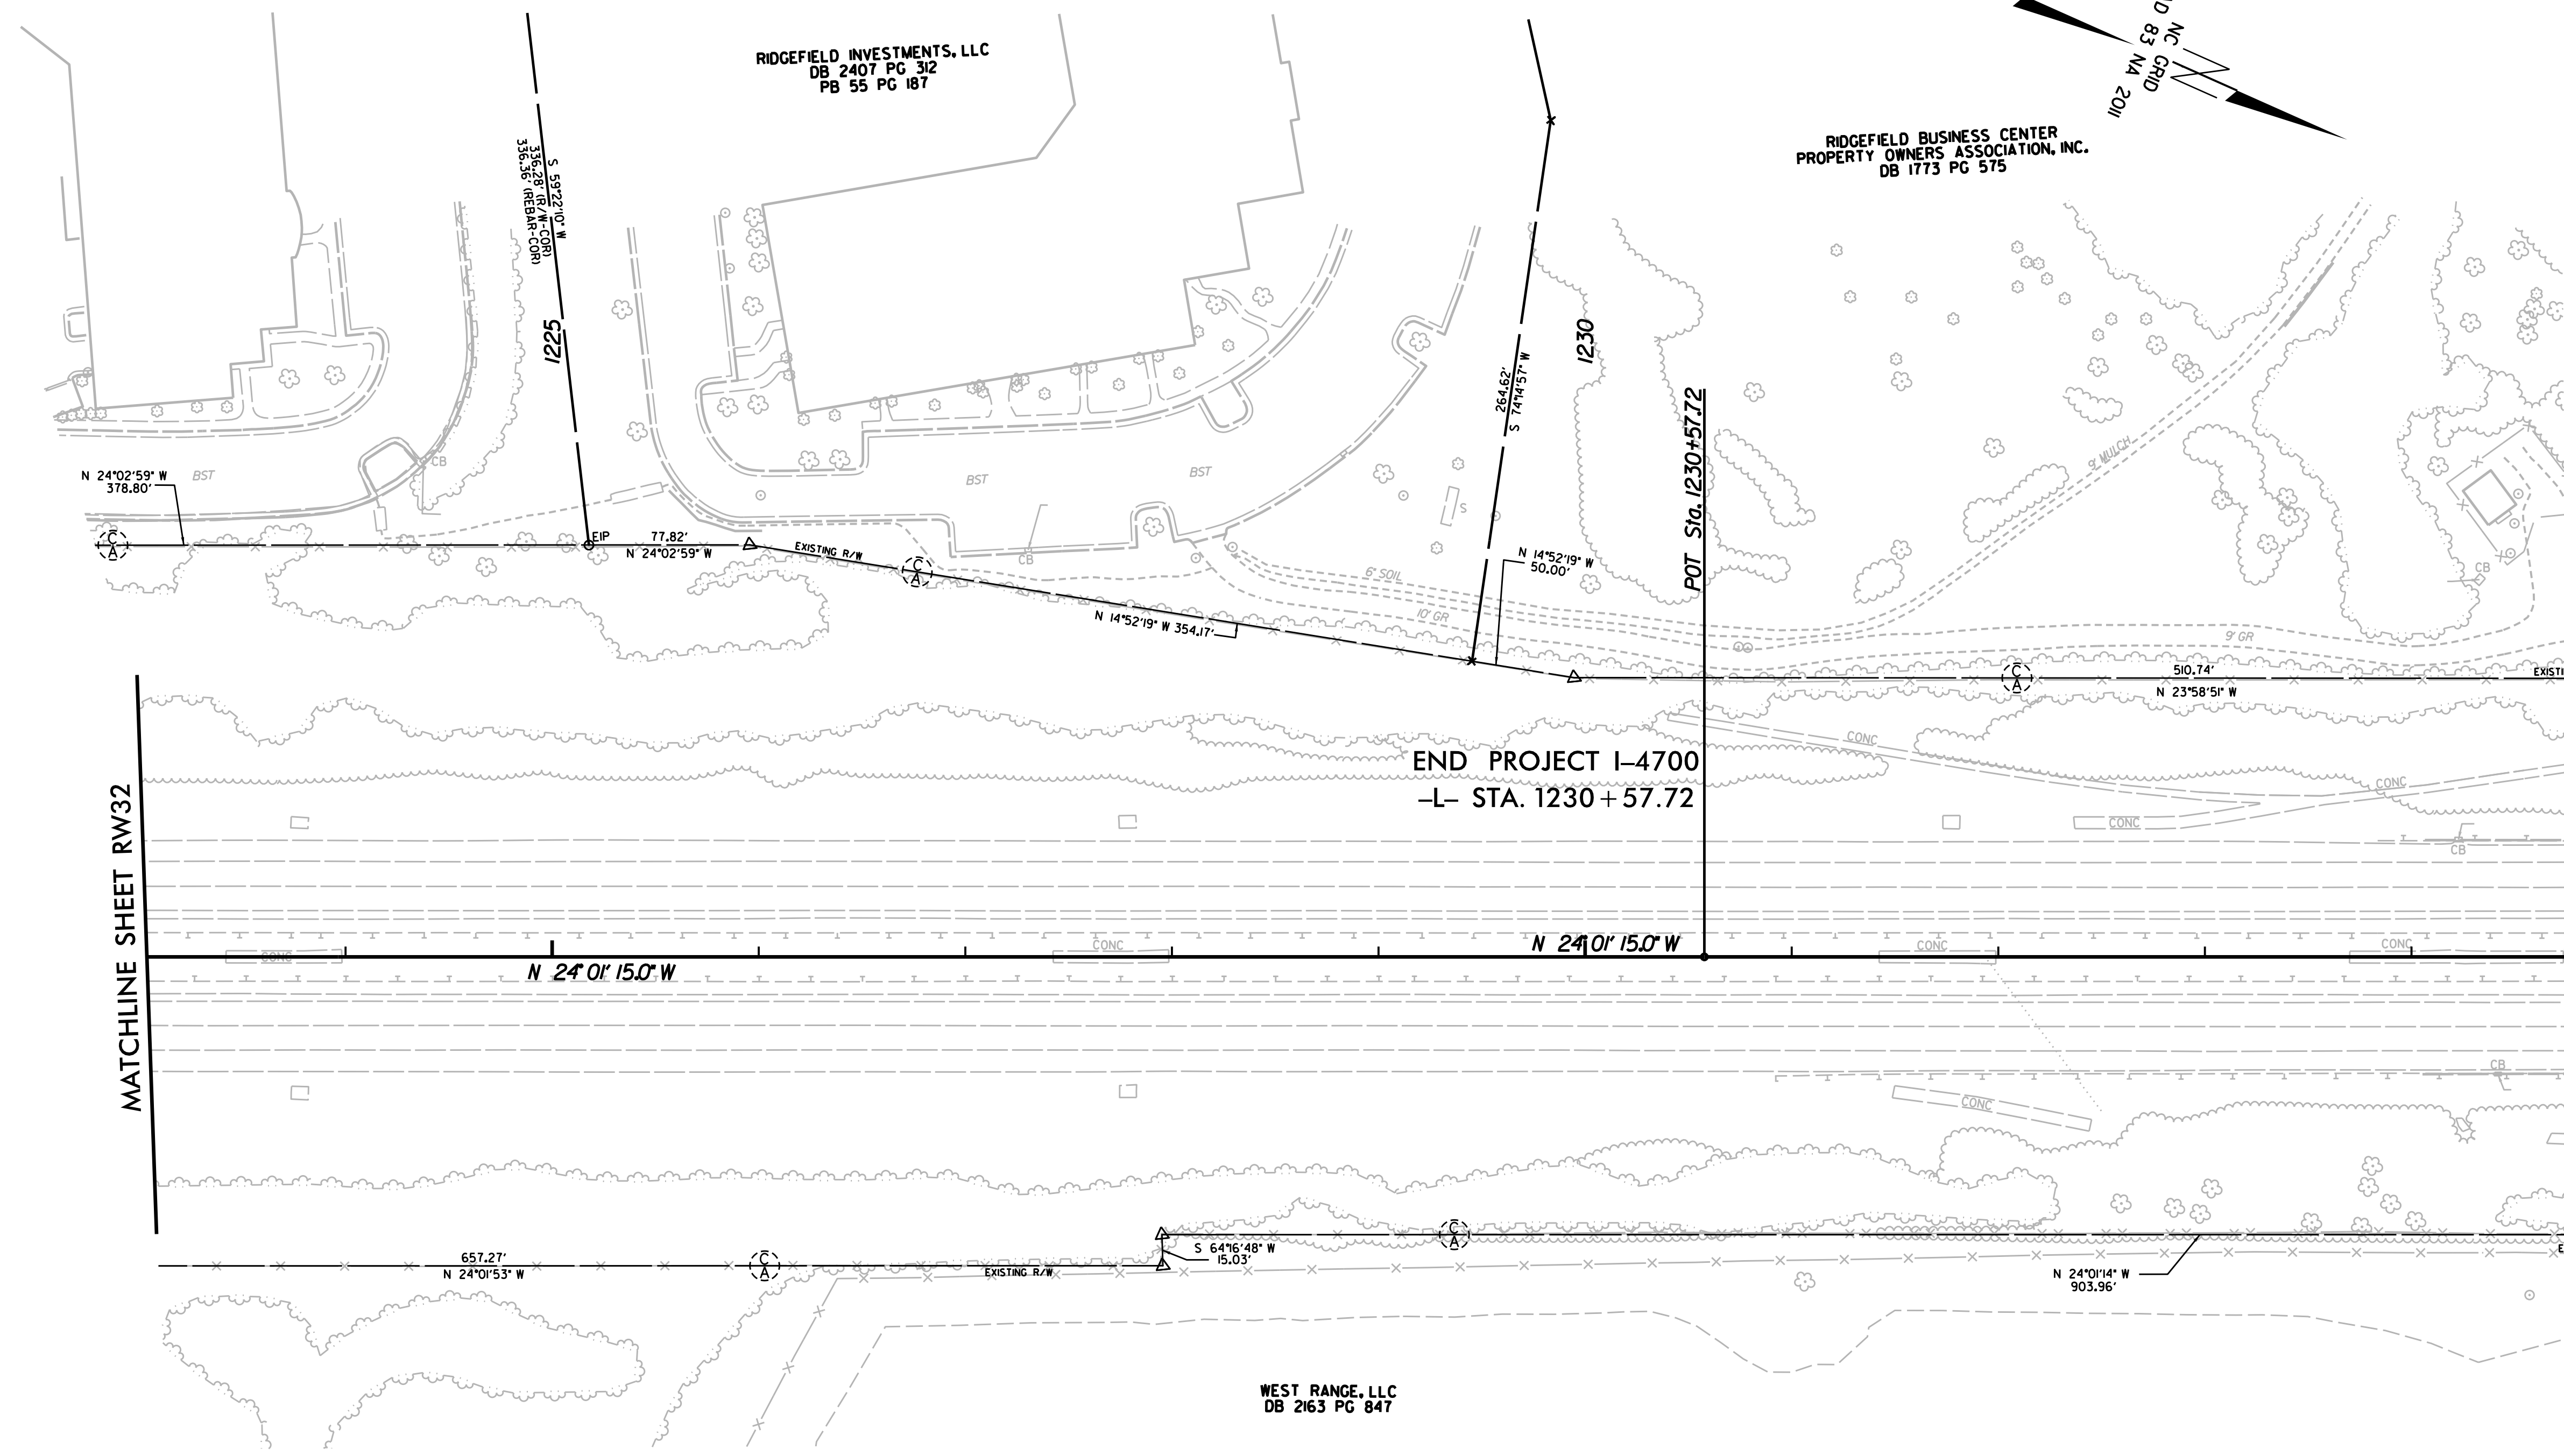 RIDGEFIELD INVESTMENTS, LLC
DB 2407 PG 312
PB 55 PG 187
NC GRID
NAD 83 NA 2011
RIDGEFIELD BUSINESS CENTER
PROPERTY OWNERS ASSOCIATION, INC.
DB 1773 PG 575
S 59°22'10" W
336.28' (R/W-COR)
336.36' (REBAR-COR)
1225
1230
264.62'
S 74°14'57" W
POT Sta. 1230+57.72
N 24°02'59" W
378.80'
BST
CB
BST
BST
9' MULCH
C
A
EIP
77.82'
N 24°02'59" W
EXISTING R/W
C
A
CB
S
N 14°52'19" W
50.00'
6' SOIL
10' GR
N 14°52'19" W 354.17'
CB
9' GR
C
A
510.74'
N 23°58'51" W
EXISTI
END PROJECT I–4700
–L– STA. 1230+57.72
CONC
CONC
CONC
CB
MATCHLINE SHEET RW32
CONC
CONC
CONC
CONC
N 24° 01' 15.0" W
N 24° 01' 15.0" W
CB
CONC
657.27'
N 24°01'53" W
C
A
EXISTING R/W
S 64°16'48" W
15.03'
C
A
N 24°01'14" W
903.96'
E
WEST RANGE, LLC
DB 2163 PG 847